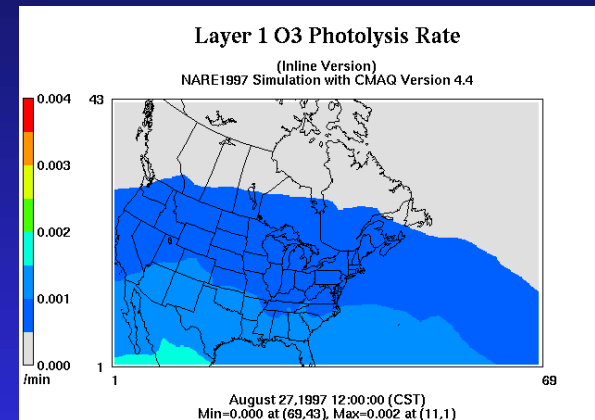 Layer 1 O3 Photolysis Rate
(Inline Version)
NARE1997 Simulation with CMAQ Version 4.4
0.004
0.003
0.002
0.001
0.000
/min
43
1
1
69
August 27,1997 12:00:00 (CST)
Min=0.000 at (69,43), Max=0.002 at (11,1)